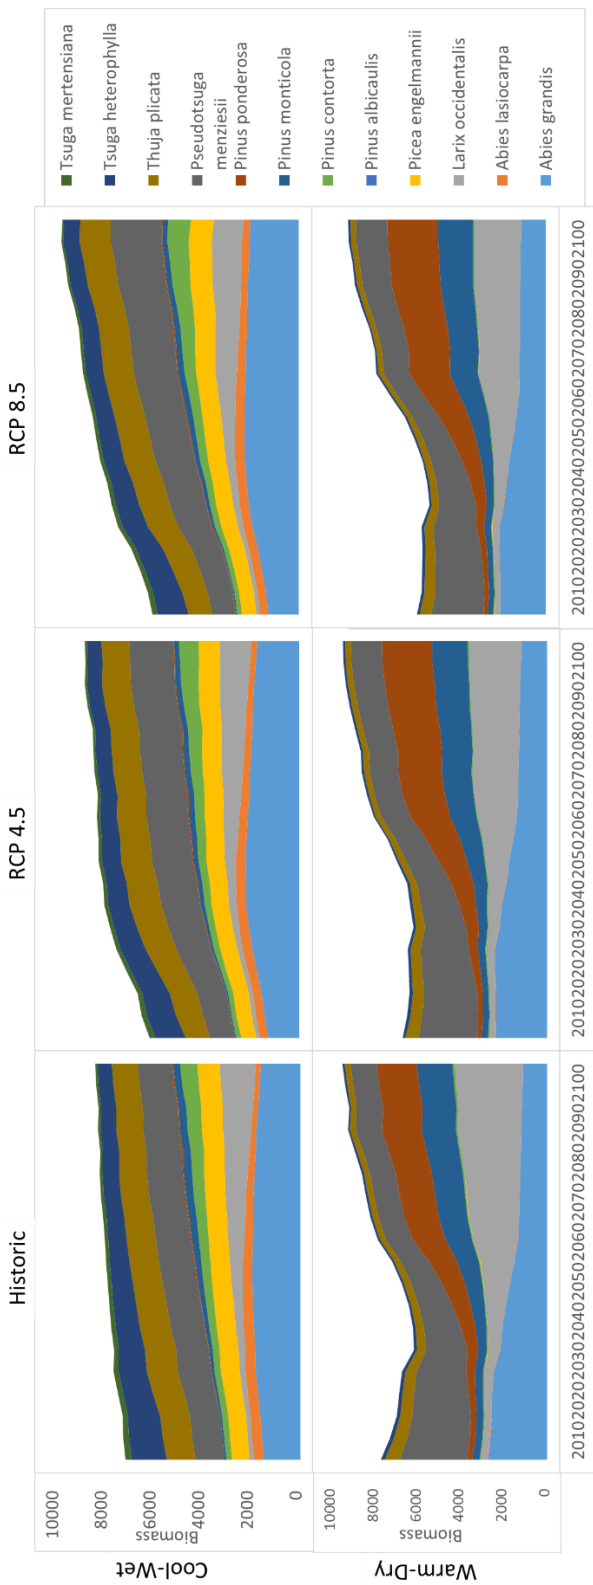 Historic
RCP 4.5
RCP 8.5
Cool-Wet
Biomass
10000
8000
6000
4000
2000
0
Warm-Dry
Biomass
10000
8000
6000
4000
2000
0
2010202020302040205020602070208020902100
2010202020302040205020602070208020902100
2010202020302040205020602070208020902100
Tsuga mertensiana
Tsuga heterophylla
Thuja plicata
Pseudotsuga
menziesii
Pinus ponderosa
Pinus monticola
Pinus contorta
Pinus albicaulis
Picea engelmannii
Larix occidentalis
Abies lasiocarpa
Abies grandis